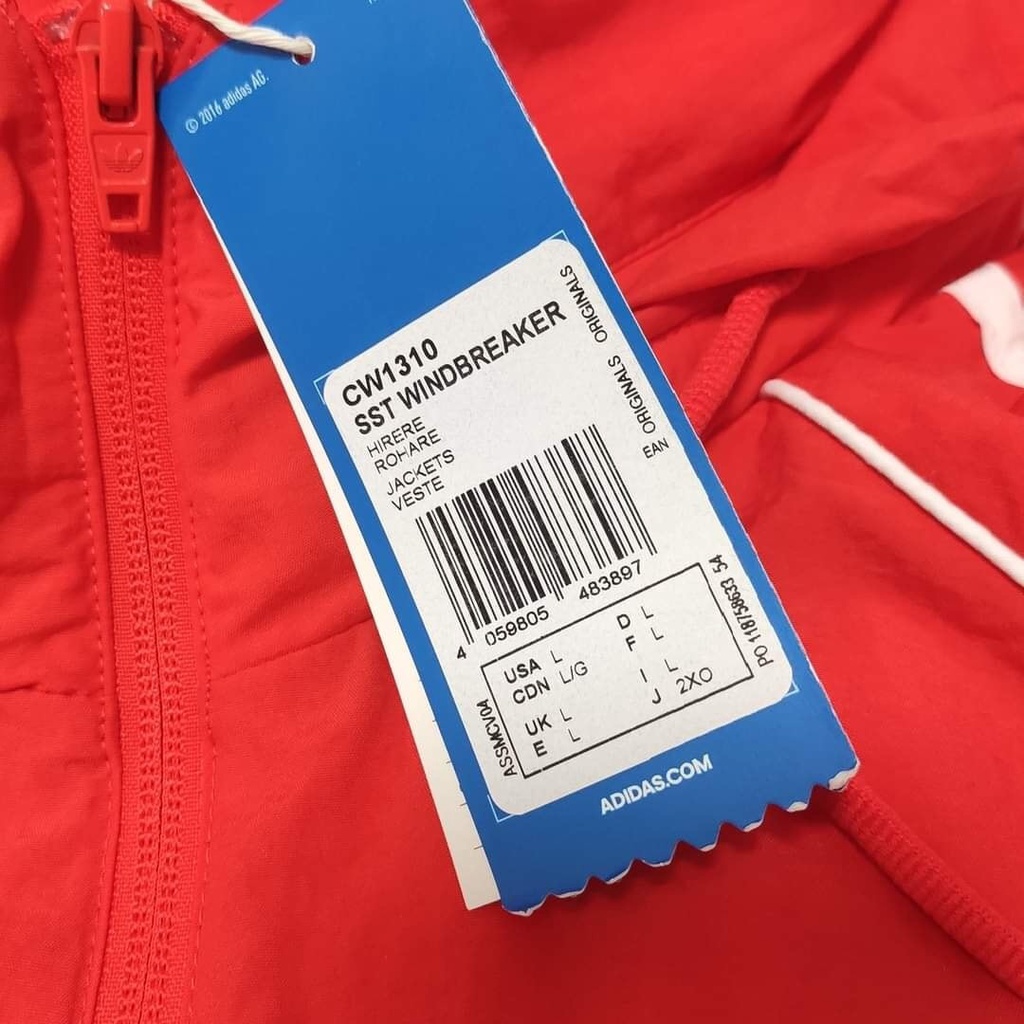 © 2016 adidas AG.
CW1310
SST WINDBREAKER
HIRERE
ROHARE
JACKETS
VESTE
ORIGINALS ORIGINALS
EAN
4 059805 483897
USA L D L
CDN L/G F L
UK L I L
E L J 2XO
ASSMCV04
PO 118758633 54
ADIDAS.COM